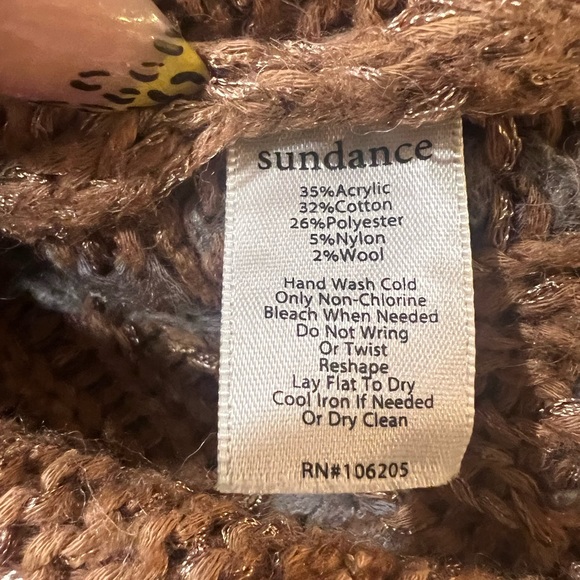 sundance
35%Acrylic
32%Cotton
26%Polyester
5%Nylon
2%Wool
Hand Wash Cold
Only Non-Chlorine
Bleach When Needed
Do Not Wring
Or Twist
Reshape
Lay Flat To Dry
Cool Iron If Needed
Or Dry Clean
RN#106205